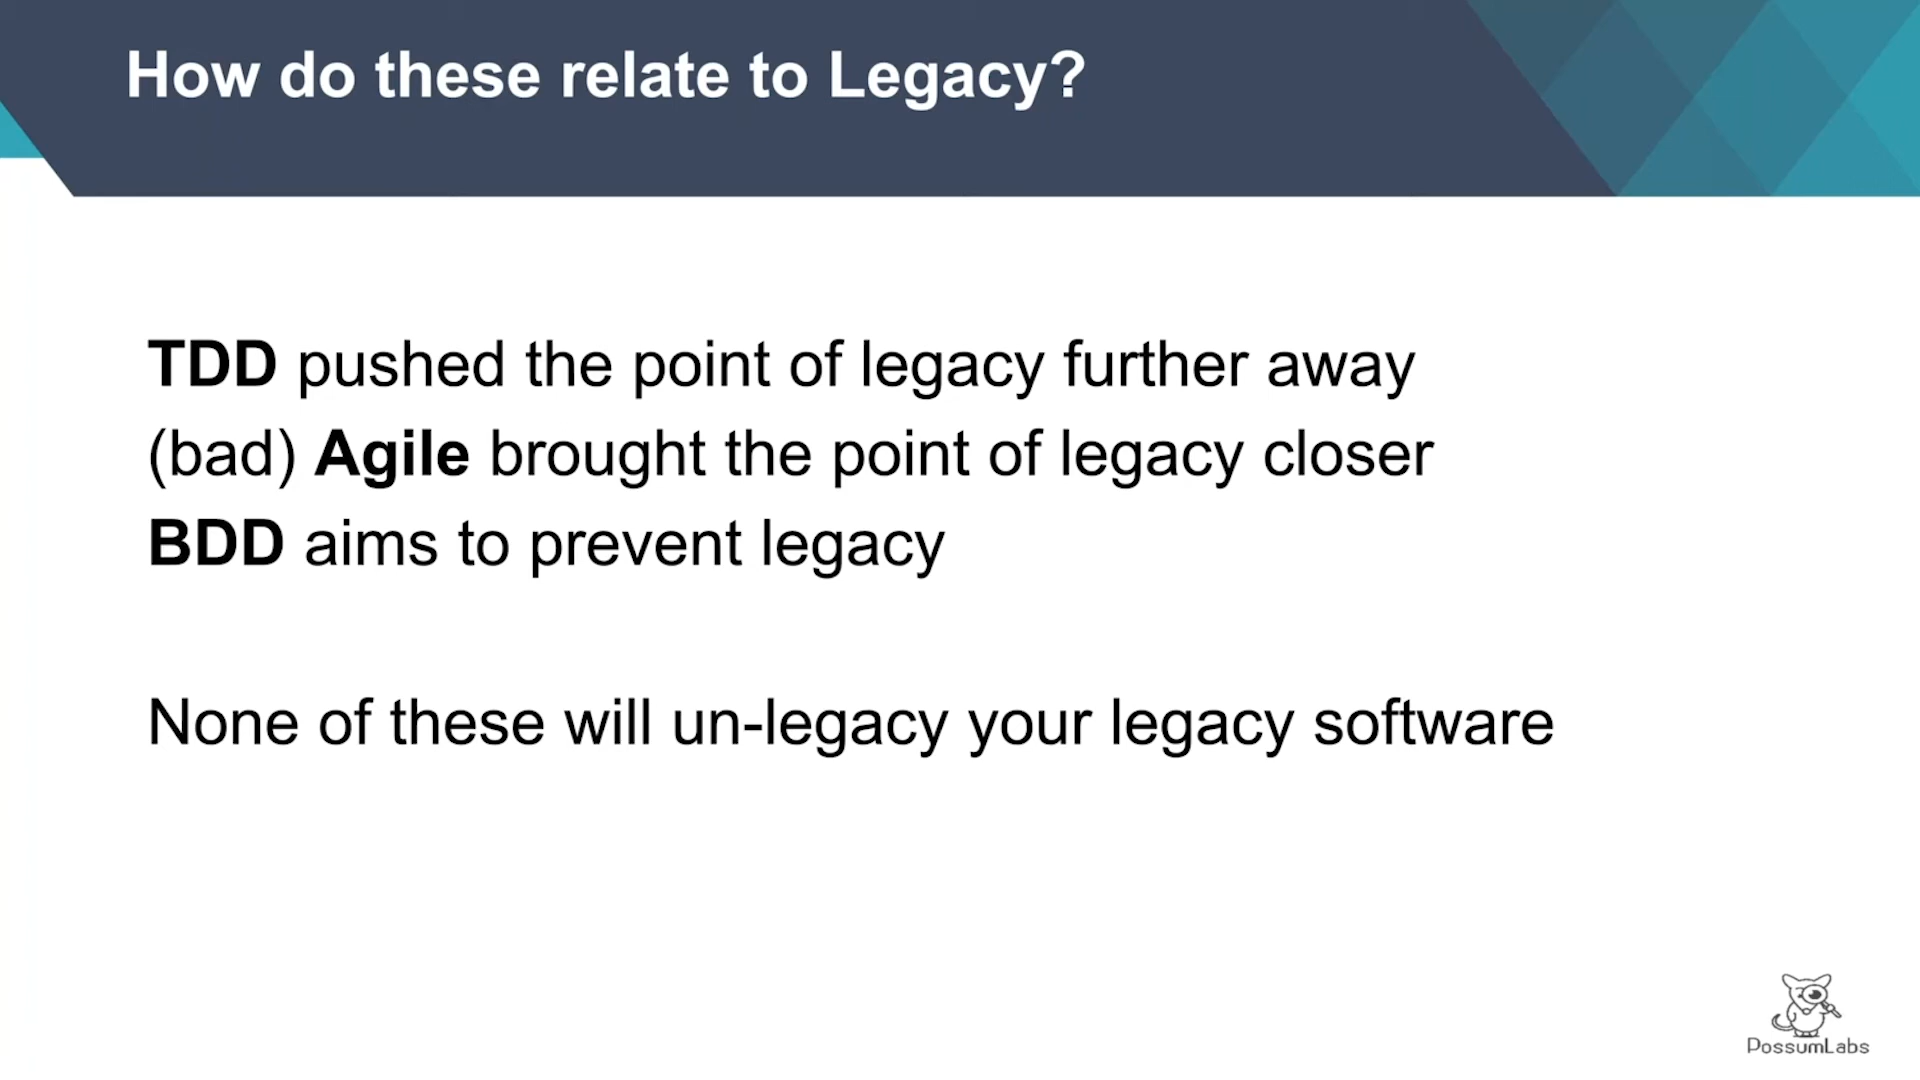 How do these relate to Legacy?
TDD pushed the point of legacy further away
(bad) Agile brought the point of legacy closer
BDD aims to prevent legacy
None of these will un-legacy your legacy software
PossumLabs